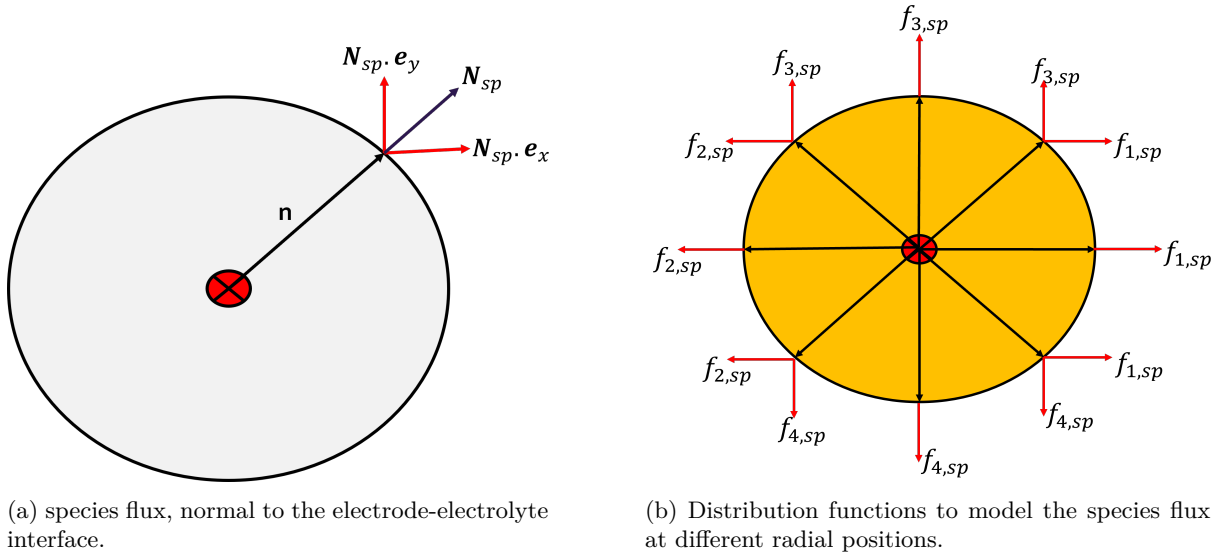 N_sp.e_y
N_sp
N_sp.e_x
n
(a) species flux, normal to the electrode-electrolyte
interface.
f_3,sp
f_3,sp
f_3,sp
f_2,sp
f_1,sp
f_2,sp
f_1,sp
f_2,sp
f_1,sp
f_4,sp
f_4,sp
f_4,sp
(b) Distribution functions to model the species flux
at different radial positions.